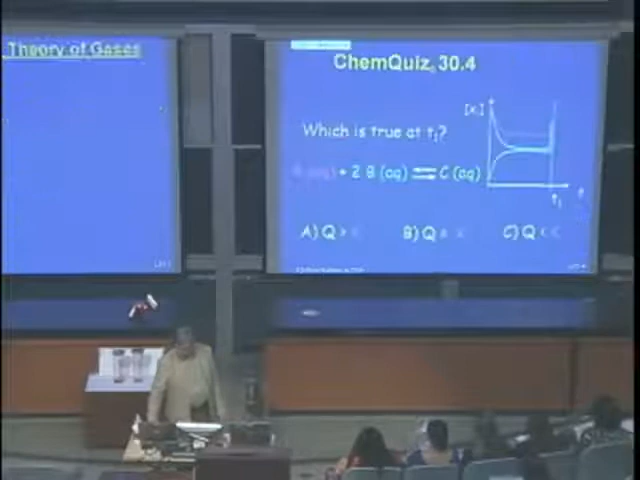 Theory of Gases
ChemQuiz 30.4
[x]
Which is true at t₁?
+ 2 B (aq) ⇌ C (aq)
t₁ t
A) Q >
B) Q =
C) Q <